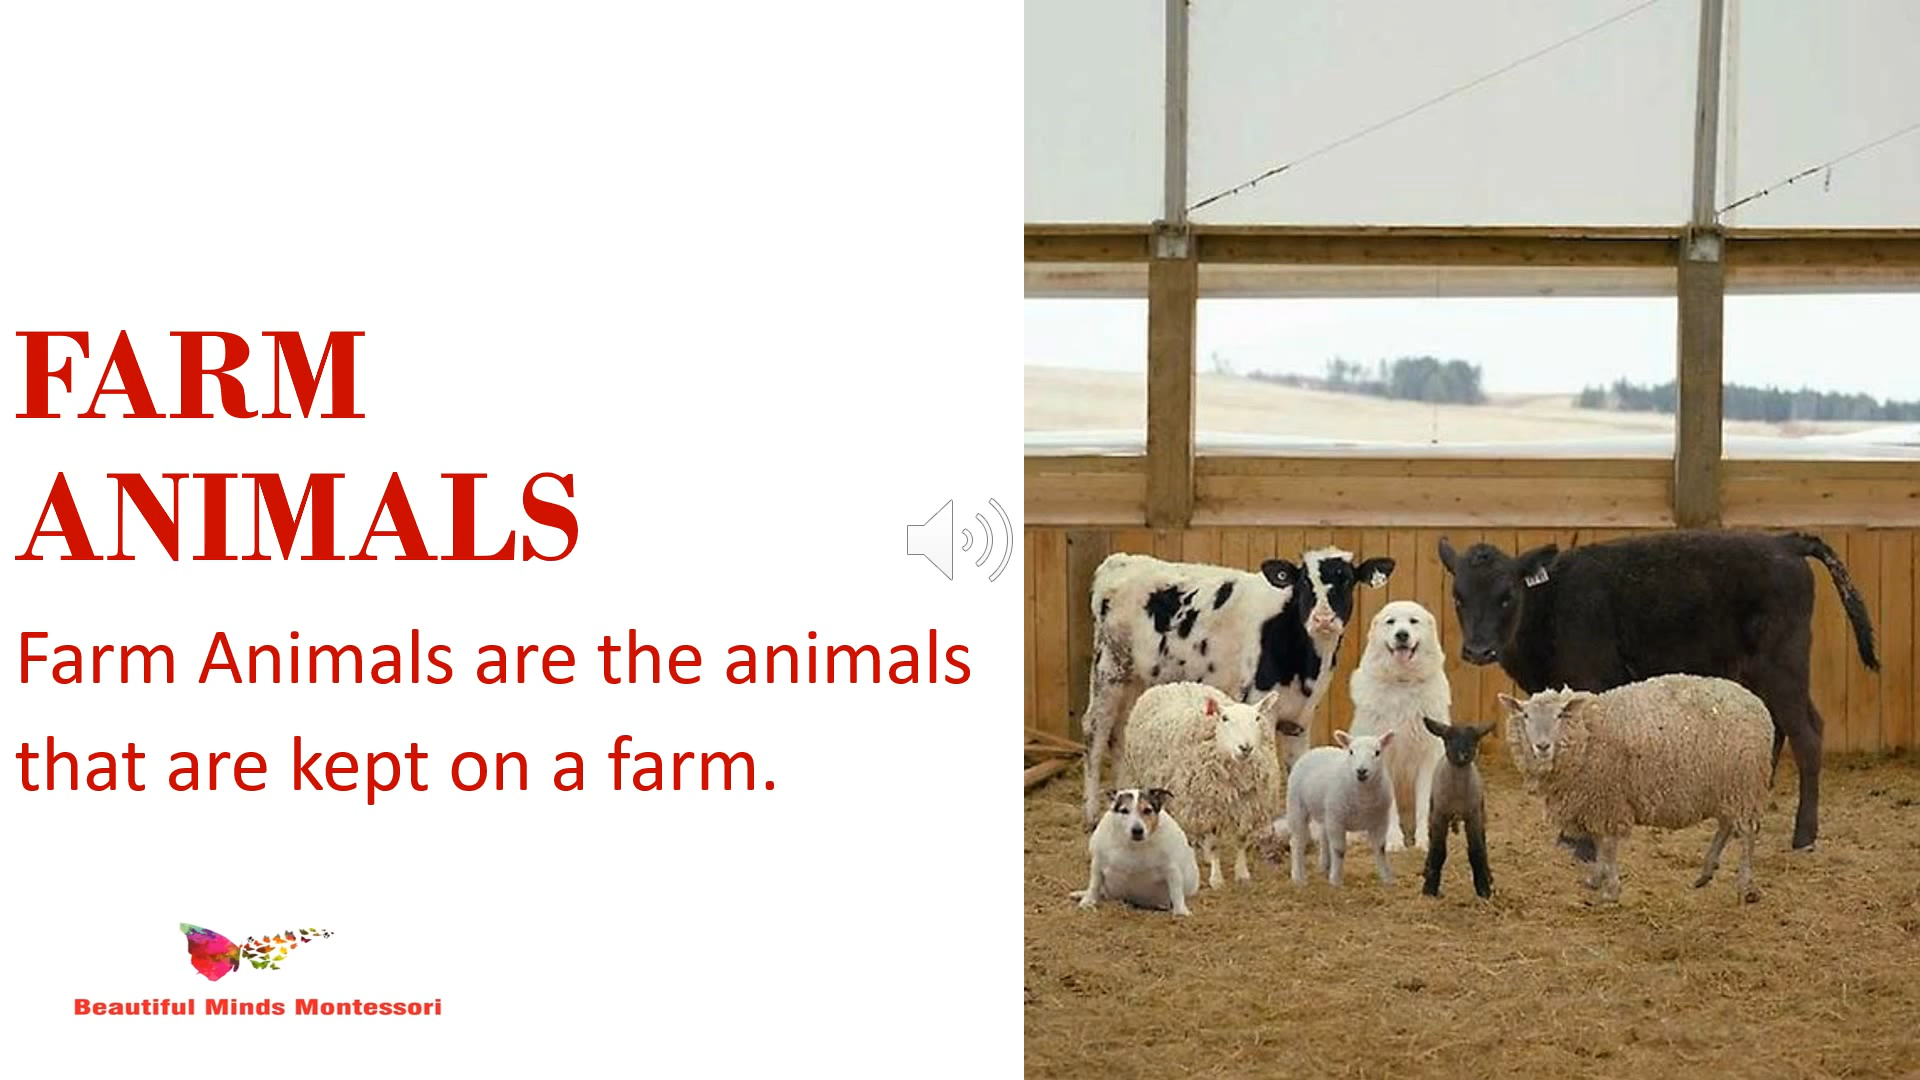 FARM
ANIMALS
Farm Animals are the animals
that are kept on a farm.
Beautiful Minds Montessori